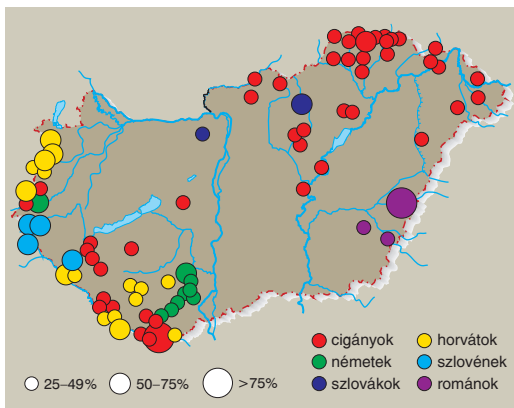 cigányok
horvátok
németek
szlovének
szlovákok
románok
25–49%
50–75%
>75%